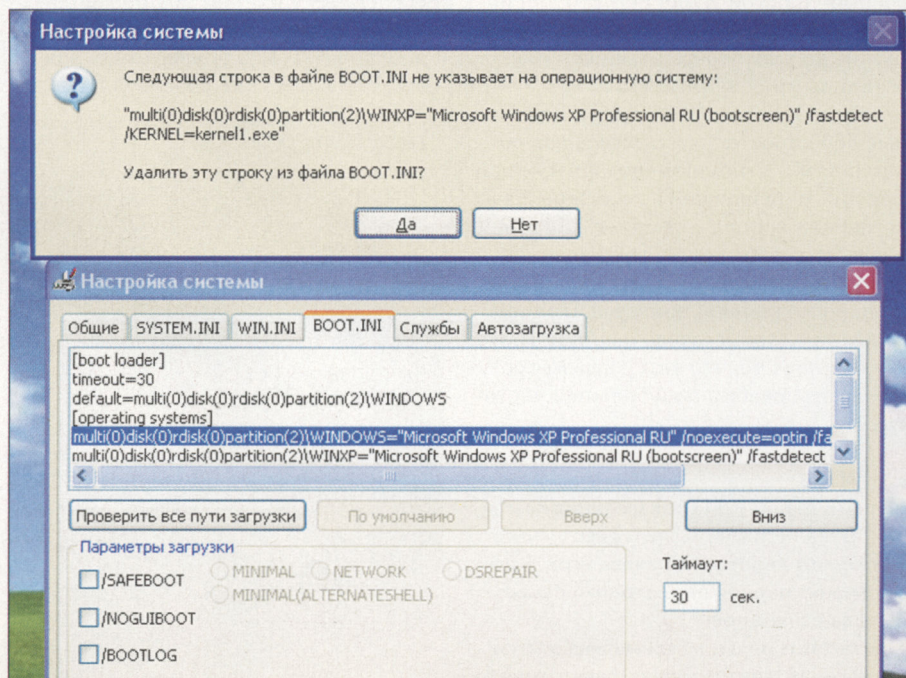 Настройка системы
Следующая строка в файле BOOT.INI не указывает на операционную систему:
"multi(0)disk(0)rdisk(0)partition(2)\WINXP="Microsoft Windows XP Professional RU (bootscreen)" /fastdetect
/KERNEL=kernel1.exe"
Удалить эту строку из файла BOOT.INI?
Да Нет
Настройка системы
Общие SYSTEM.INI WIN.INI BOOT.INI Службы Автозагрузка
[boot loader]
timeout=30
default=multi(0)disk(0)rdisk(0)partition(2)\WINDOWS
[operating systems]
multi(0)disk(0)rdisk(0)partition(2)\WINDOWS="Microsoft Windows XP Professional RU" /noexecute=optin /fa
multi(0)disk(0)rdisk(0)partition(2)\WINXP="Microsoft Windows XP Professional RU (bootscreen)" /fastdetect
Проверить все пути загрузки По умолчанию Вверх Вниз
Параметры загрузки
Таймаут:
/SAFEBOOT MINIMAL NETWORK DSREPAIR
30 сек.
MINIMAL(ALTERNATESHELL)
/NOGUIBOOT
/BOOTLOG